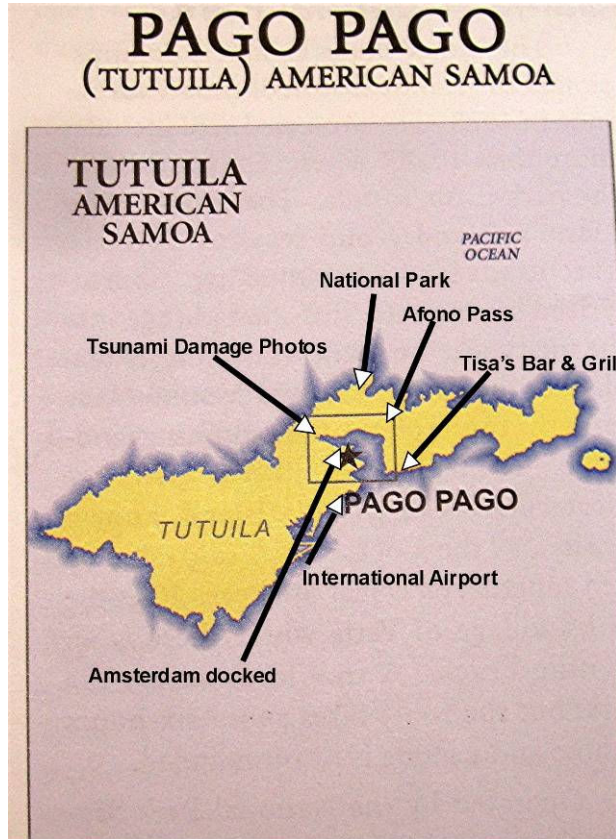 PAGO PAGO
(TUTUILA) AMERICAN SAMOA
TUTUILA
AMERICAN
SAMOA
PACIFIC
OCEAN
National Park
Afono Pass
Tsunami Damage Photos
Tisa's Bar & Gril
PAGO PAGO
TUTUILA
International Airport
Amsterdam docked